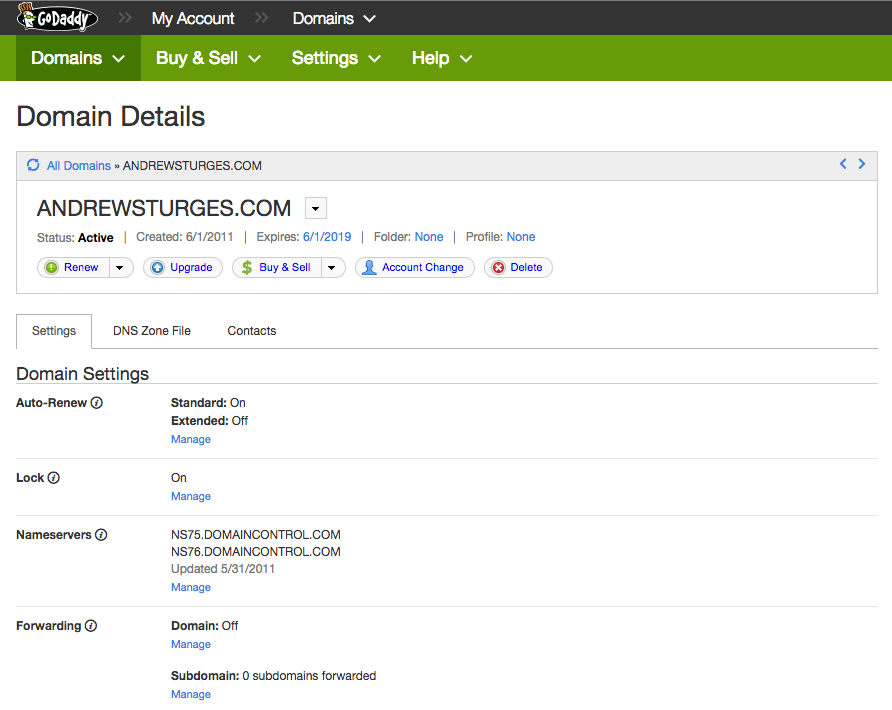 GoDaddy My Account Domains
Domains Buy & Sell Settings Help
Domain Details
All Domains » ANDREWSTURGES.COM
ANDREWSTURGES.COM
Status: Active | Created: 6/1/2011 | Expires: 6/1/2019 | Folder: None | Profile: None
Renew Upgrade $ Buy & Sell Account Change Delete
Settings DNS Zone File Contacts
Domain Settings
Auto-Renew Standard: On
Extended: Off
Manage
Lock On
Manage
Nameservers NS75.DOMAINCONTROL.COM
NS76.DOMAINCONTROL.COM
Updated 5/31/2011
Manage
Forwarding Domain: Off
Manage
Subdomain: 0 subdomains forwarded
Manage